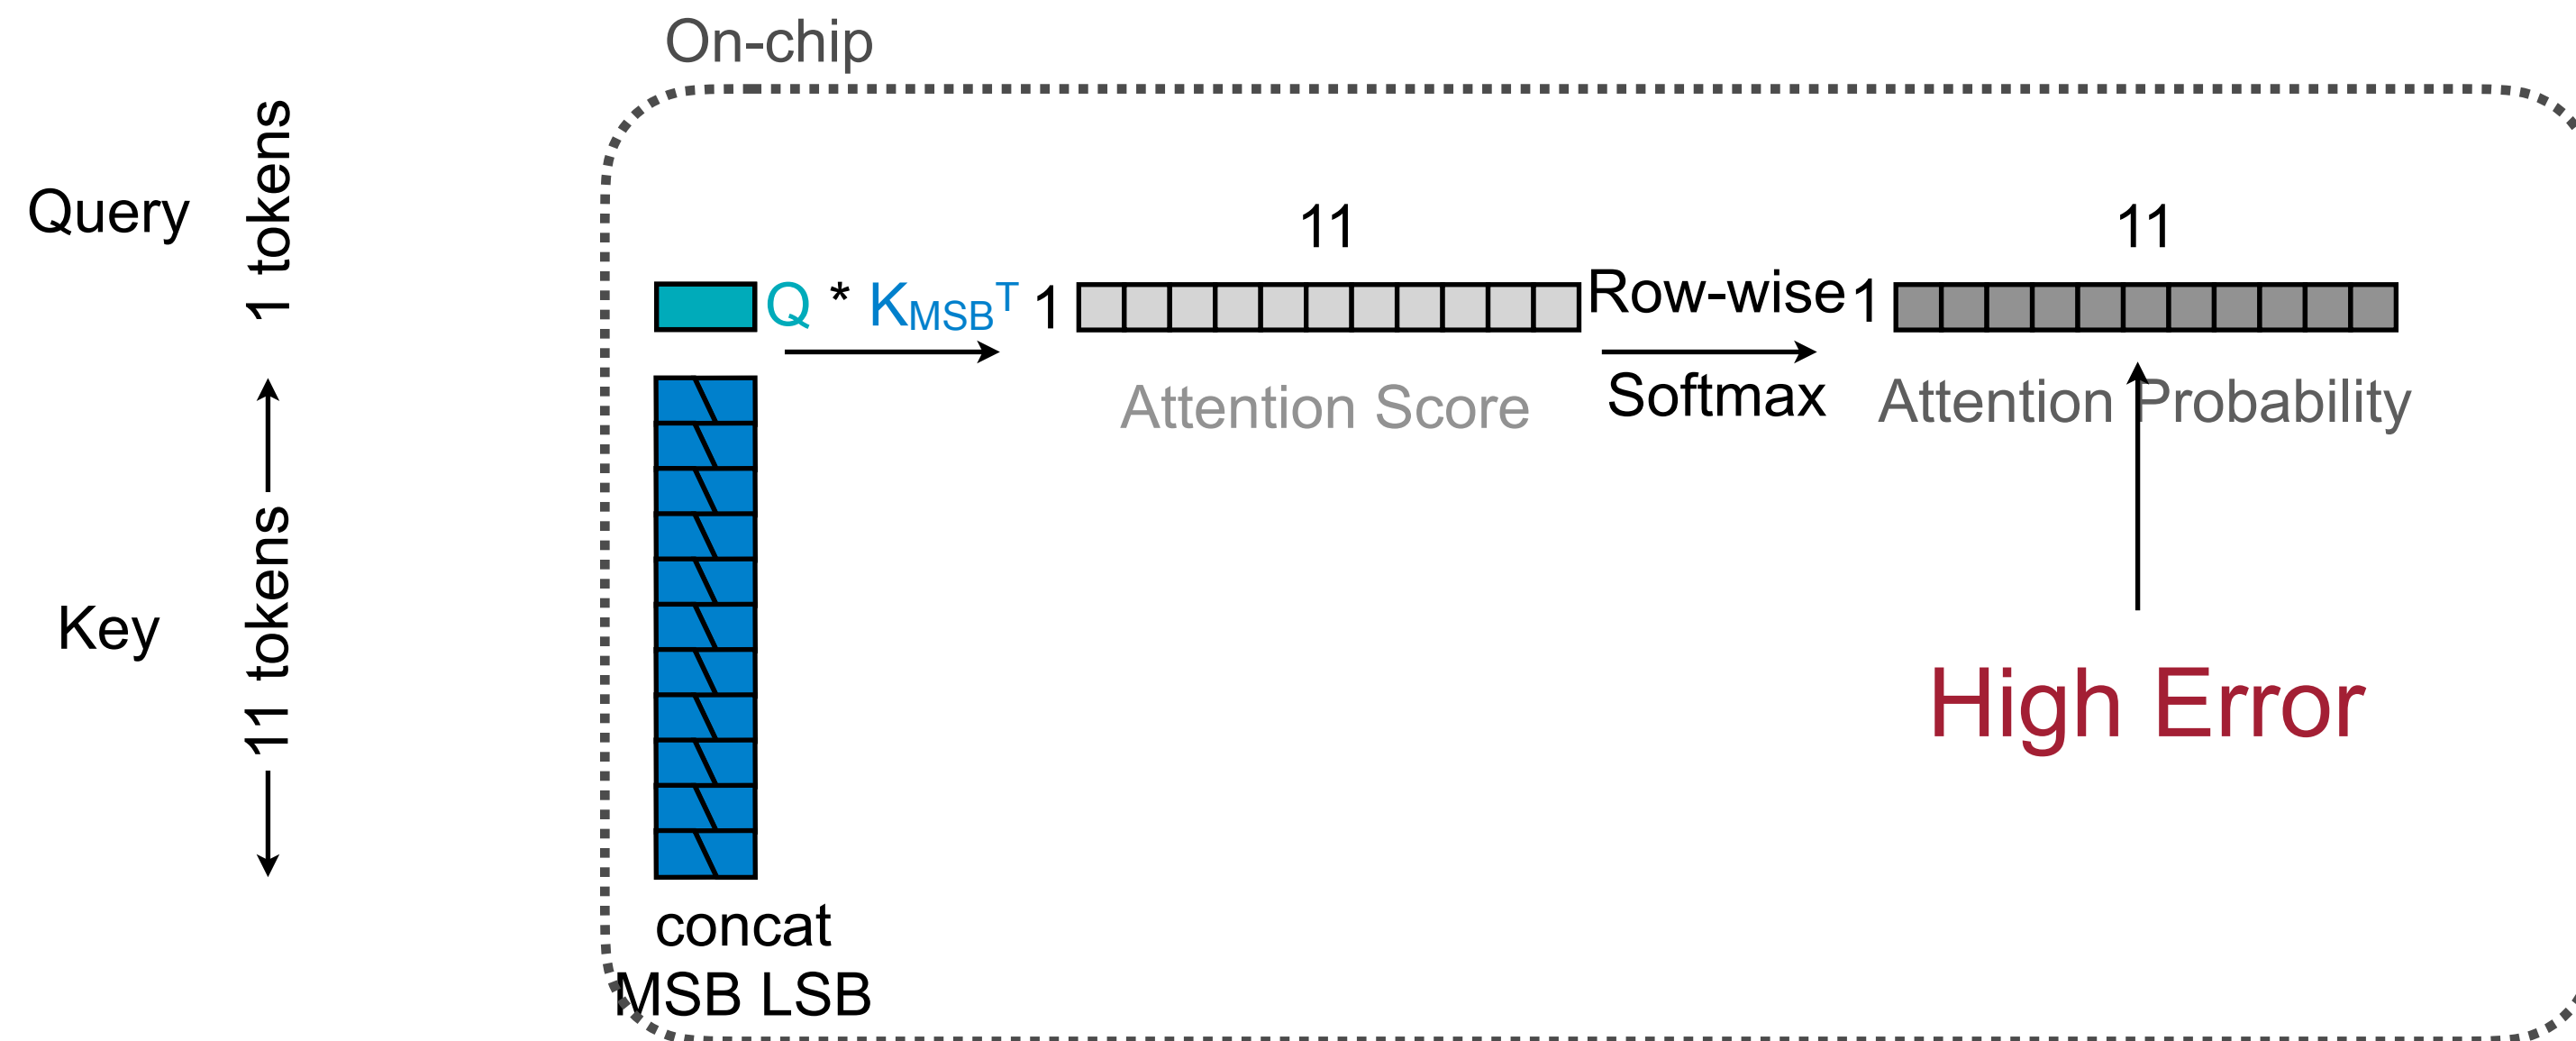 On-chip
Query
1 tokens
Q * K_MSB^T
1
11
Attention Score
Row-wise
Softmax
1
11
Attention Probability
Key
11 tokens
High Error
concat
MSB LSB